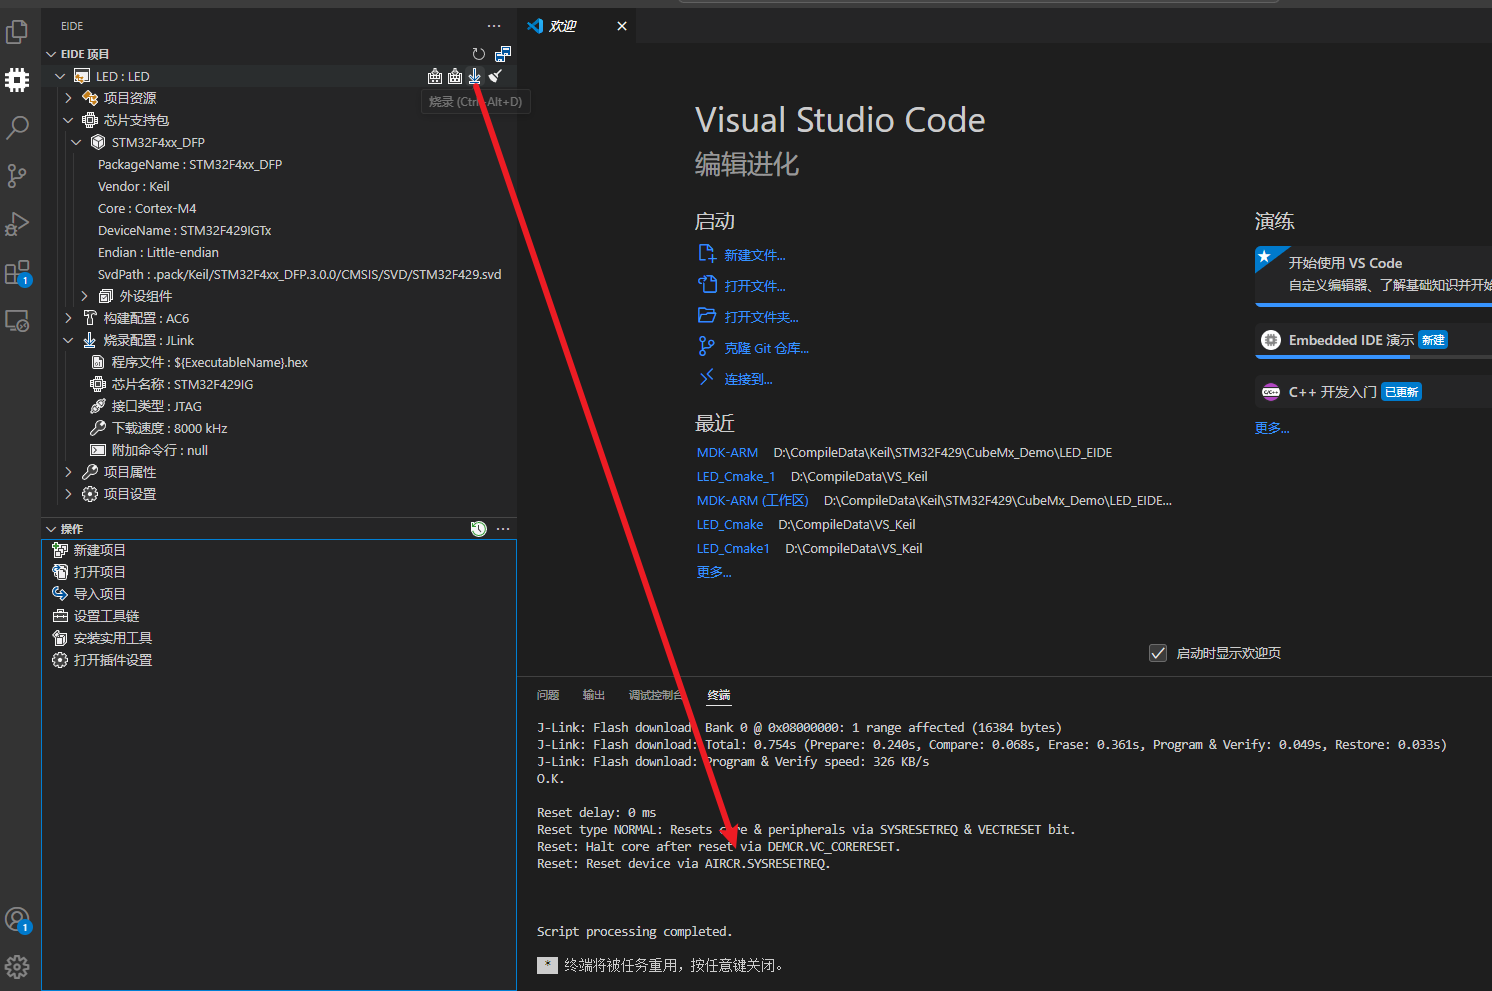 EIDE
EIDE 项目
LED : LED
烧录 (Ctrl+Alt+D)
项目资源
芯片支持包
STM32F4xx_DFP
PackageName : STM32F4xx_DFP
Vendor : Keil
Core : Cortex-M4
DeviceName : STM32F429IGTx
Endian : Little-endian
SvdPath : .pack/Keil/STM32F4xx_DFP.3.0.0/CMSIS/SVD/STM32F429.svd
外设组件
构建配置 : AC6
烧录配置 : JLink
程序文件 : ${ExecutableName}.hex
芯片名称 : STM32F429IG
接口类型 : JTAG
下载速度 : 8000 kHz
附加命令行 : null
项目属性
项目设置
操作
新建项目
打开项目
导入项目
设置工具链
安装实用工具
打开插件设置
1
1
欢迎
Visual Studio Code
编辑进化
启动
新建文件...
打开文件...
打开文件夹...
克隆 Git 仓库...
连接到...
最近
MDK-ARM D:\CompileData\Keil\STM32F429\CubeMx_Demo\LED_EIDE
LED_Cmake_1 D:\CompileData\VS_Keil
MDK-ARM (工作区) D:\CompileData\Keil\STM32F429\CubeMx_Demo\LED_EIDE...
LED_Cmake D:\CompileData\VS_Keil
LED_Cmake1 D:\CompileData\VS_Keil
更多...
演练
开始使用 VS Code
自定义编辑器、了解基础知识并开始
Embedded IDE 演示 新建
C/C++ C++ 开发入门 已更新
更多...
启动时显示欢迎页
问题 输出 调试控制台 终端
J-Link: Flash download: Bank 0 @ 0x08000000: 1 range affected (16384 bytes)
J-Link: Flash download: Total: 0.754s (Prepare: 0.240s, Compare: 0.068s, Erase: 0.361s, Program & Verify: 0.049s, Restore: 0.033s)
J-Link: Flash download: Program & Verify speed: 326 KB/s
O.K.
Reset delay: 0 ms
Reset type NORMAL: Resets core & peripherals via SYSRESETREQ & VECTRESET bit.
Reset: Halt core after reset via DEMCR.VC_CORERESET.
Reset: Reset device via AIRCR.SYSRESETREQ.
Script processing completed.
* 终端将被任务重用，按任意键关闭。